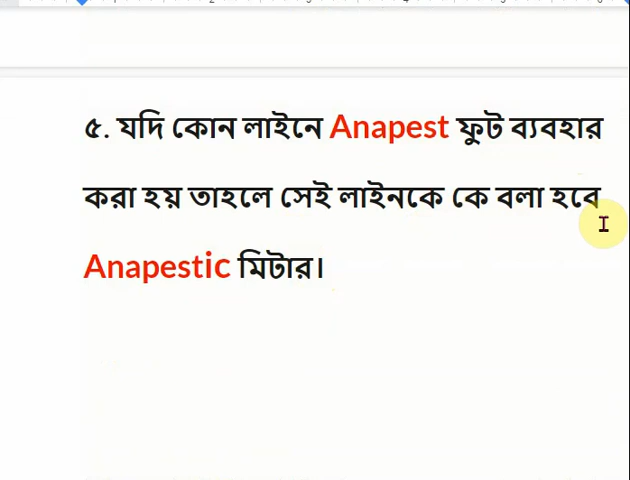 ৫. যদি কোন লাইনে Anapest ফুট ব্যবহার
করা হয় তাহলে সেই লাইনকে কে বলা হবে
Anapestic মিটার।